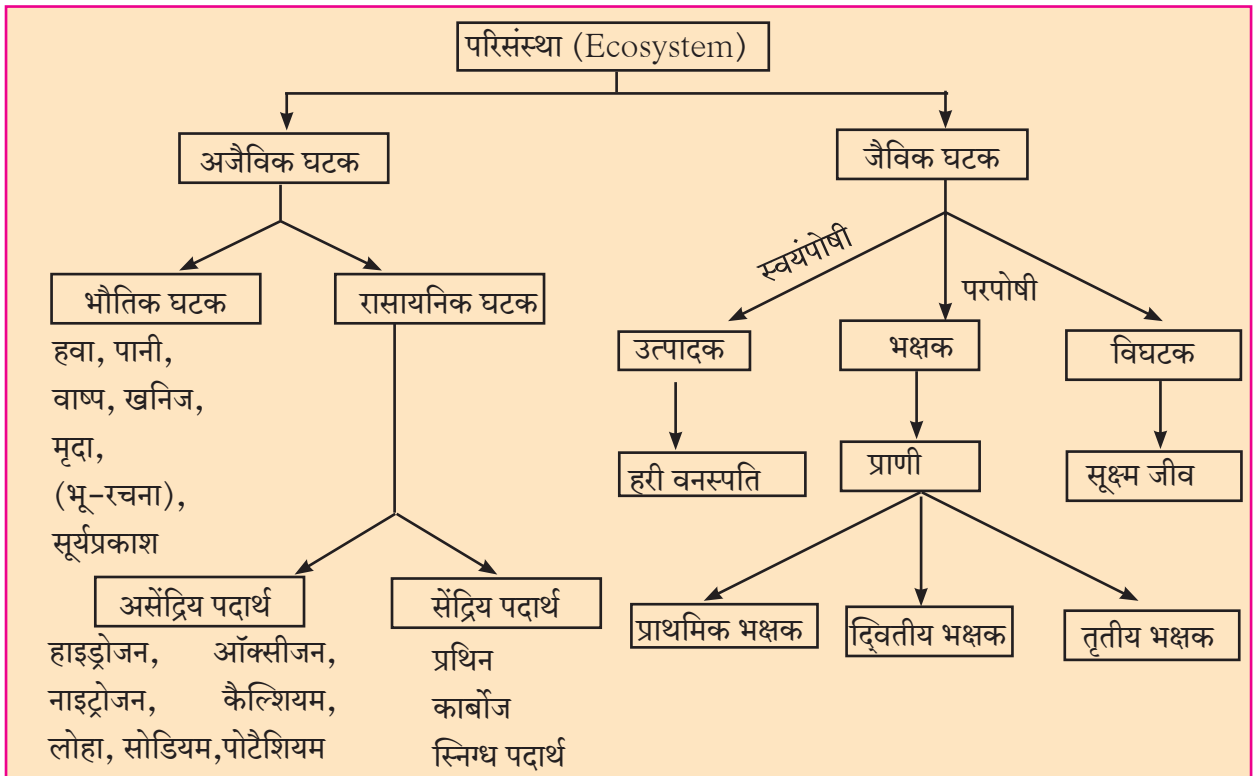 परिसंस्था (Ecosystem)
अजैविक घटक
जैविक घटक
स्वयंपोषी
परपोषी
भौतिक घटक
रासायनिक घटक
उत्पादक
भक्षक
विघटक
हवा, पानी,
वाष्प, खनिज,
मृदा,
(भू-रचना),
सूर्यप्रकाश
हरी वनस्पति
प्राणी
सूक्ष्म जीव
असेंद्रिय पदार्थ
सेंद्रिय पदार्थ
प्राथमिक भक्षक
द्वितीय भक्षक
तृतीय भक्षक
हाइड्रोजन, ऑक्सीजन,
नाइट्रोजन, कैल्शियम,
लोहा, सोडियम,पोटैशियम
प्रथिन
कार्बोज
स्निग्ध पदार्थ